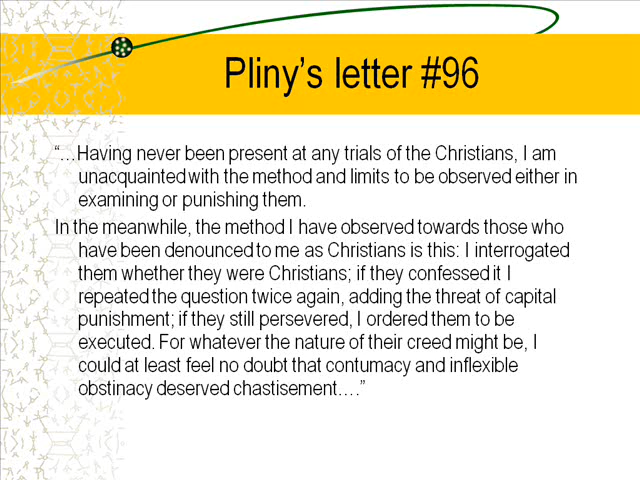 Pliny’s letter #96
“…Having never been present at any trials of the Christians, I am
unacquainted with the method and limits to be observed either in
examining or punishing them.
In the meanwhile, the method I have observed towards those who
have been denounced to me as Christians is this: I interrogated
them whether they were Christians; if they confessed it I
repeated the question twice again, adding the threat of capital
punishment; if they still persevered, I ordered them to be
executed. For whatever the nature of their creed might be, I
could at least feel no doubt that contumacy and inflexible
obstinacy deserved chastisement….”